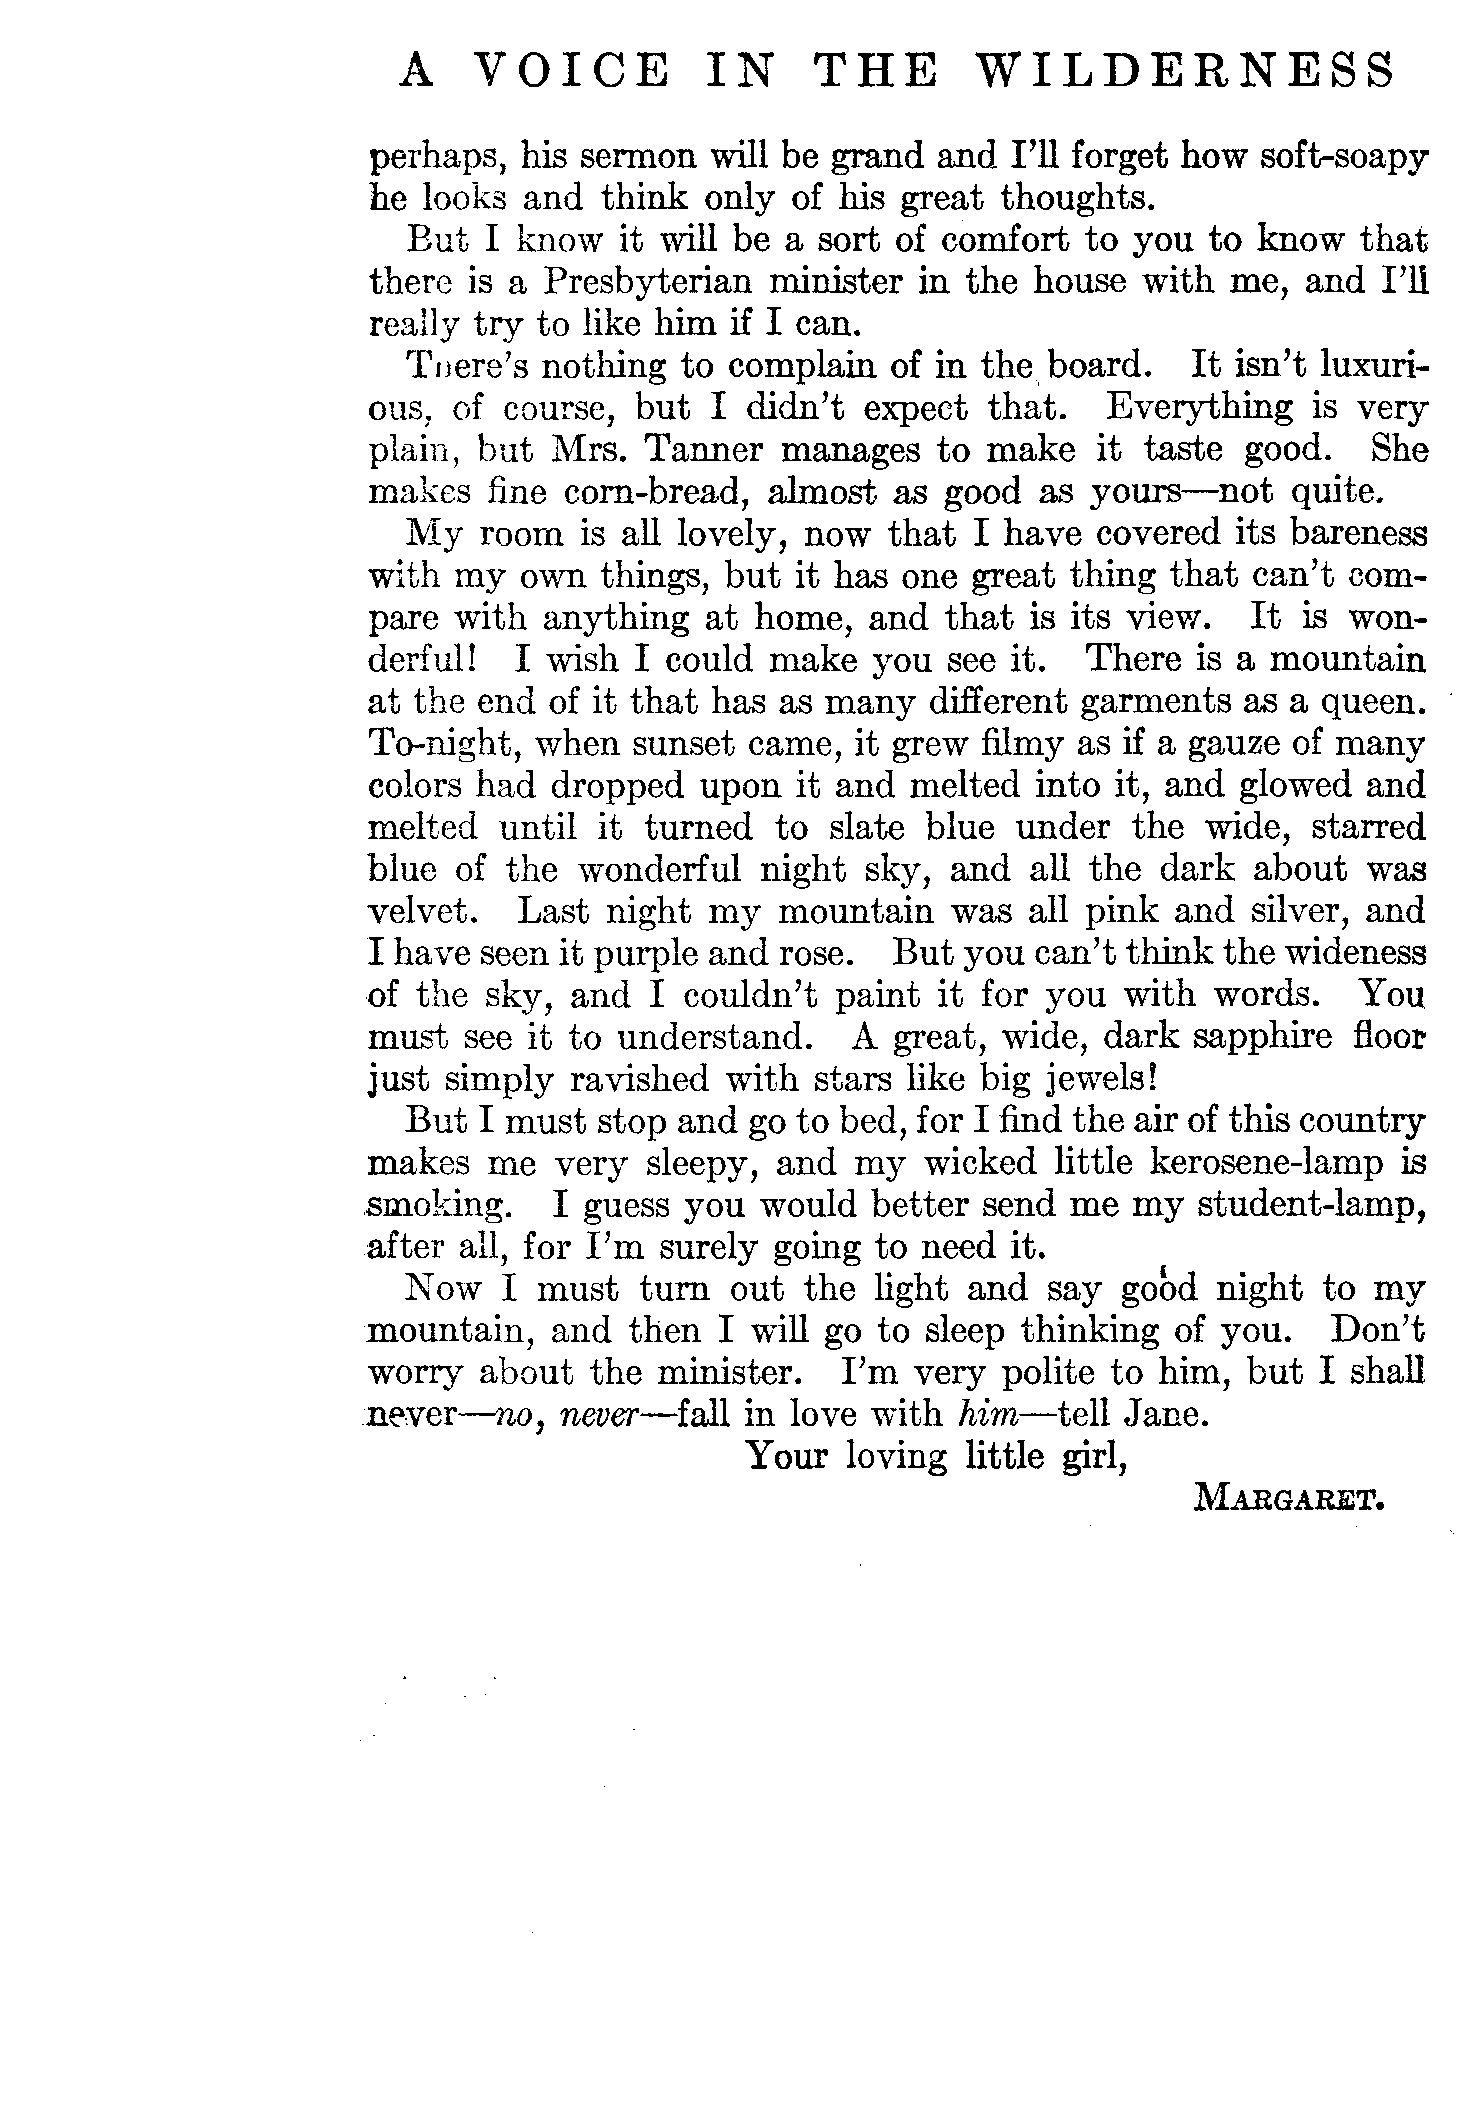 A VOICE IN THE WILDERNESS
perhaps, his sermon will be grand and I'll forget how soft-soapy
he looks and think only of his great thoughts.
But I know it will be a sort of comfort to you to know that
there is a Presbyterian minister in the house with me, and I'll
really try to like him if I can.
There's nothing to complain of in the board. It isn't luxuri-
ous, of course, but I didn't expect that. Everything is very
plain, but Mrs. Tanner manages to make it taste good. She
makes fine corn-bread, almost as good as yours—not quite.
My room is all lovely, now that I have covered its bareness
with my own things, but it has one great thing that can't com-
pare with anything at home, and that is its view. It is won-
derful! I wish I could make you see it. There is a mountain
at the end of it that has as many different garments as a queen.
To-night, when sunset came, it grew filmy as if a gauze of many
colors had dropped upon it and melted into it, and glowed and
melted until it turned to slate blue under the wide, starred
blue of the wonderful night sky, and all the dark about was
velvet. Last night my mountain was all pink and silver, and
I have seen it purple and rose. But you can't think the wideness
of the sky, and I couldn't paint it for you with words. You
must see it to understand. A great, wide, dark sapphire floor
just simply ravished with stars like big jewels!
But I must stop and go to bed, for I find the air of this country
makes me very sleepy, and my wicked little kerosene-lamp is
smoking. I guess you would better send me my student-lamp,
after all, for I'm surely going to need it.
Now I must turn out the light and say good night to my
mountain, and then I will go to sleep thinking of you. Don't
worry about the minister. I'm very polite to him, but I shall
never—no, never—fall in love with him—tell Jane.
Your loving little girl,
MARGARET.